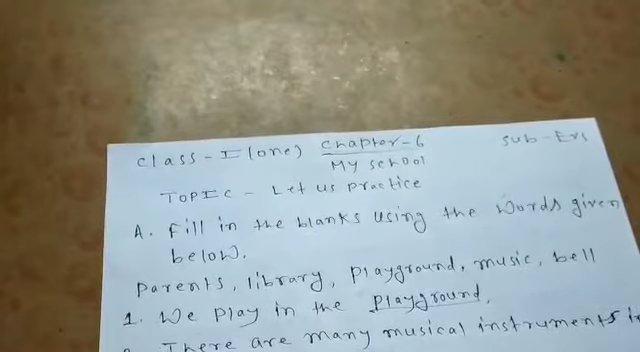 Class - I (one) Chapter-6 Sub - Evs
My school
TOPIC - Let us practice
A. Fill in the blanks using the words given
below.
Parents, library, playground, music, bell
1. We play in the playground.
There are many musical instruments